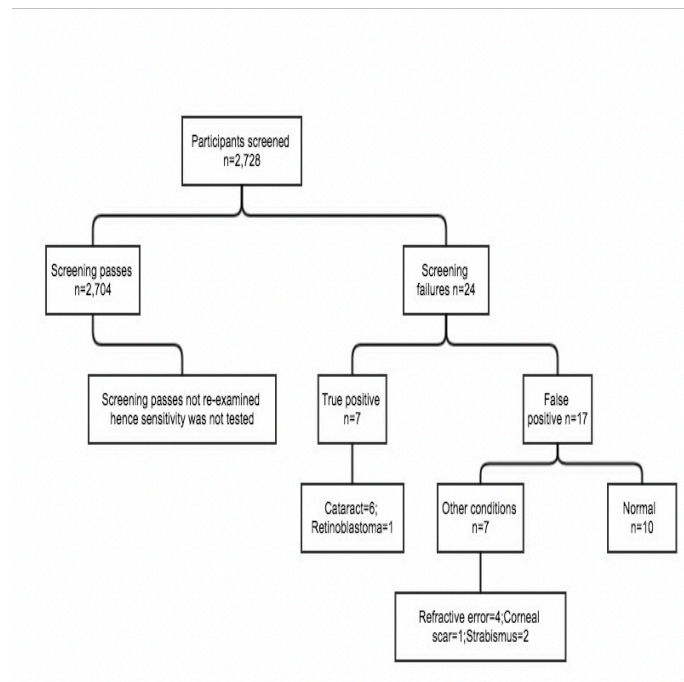 Participants screened
n=2,728
Screening passes
n=2,704
Screening
failures n=24
Screening passes not re-examined
hence sensitivity was not tested
True positive
n=7
False
positive n=17
Cataract=6;
Retinoblastoma=1
Other conditions
n=7
Normal
n=10
Refractive error=4;Corneal
scar=1;Strabismus=2